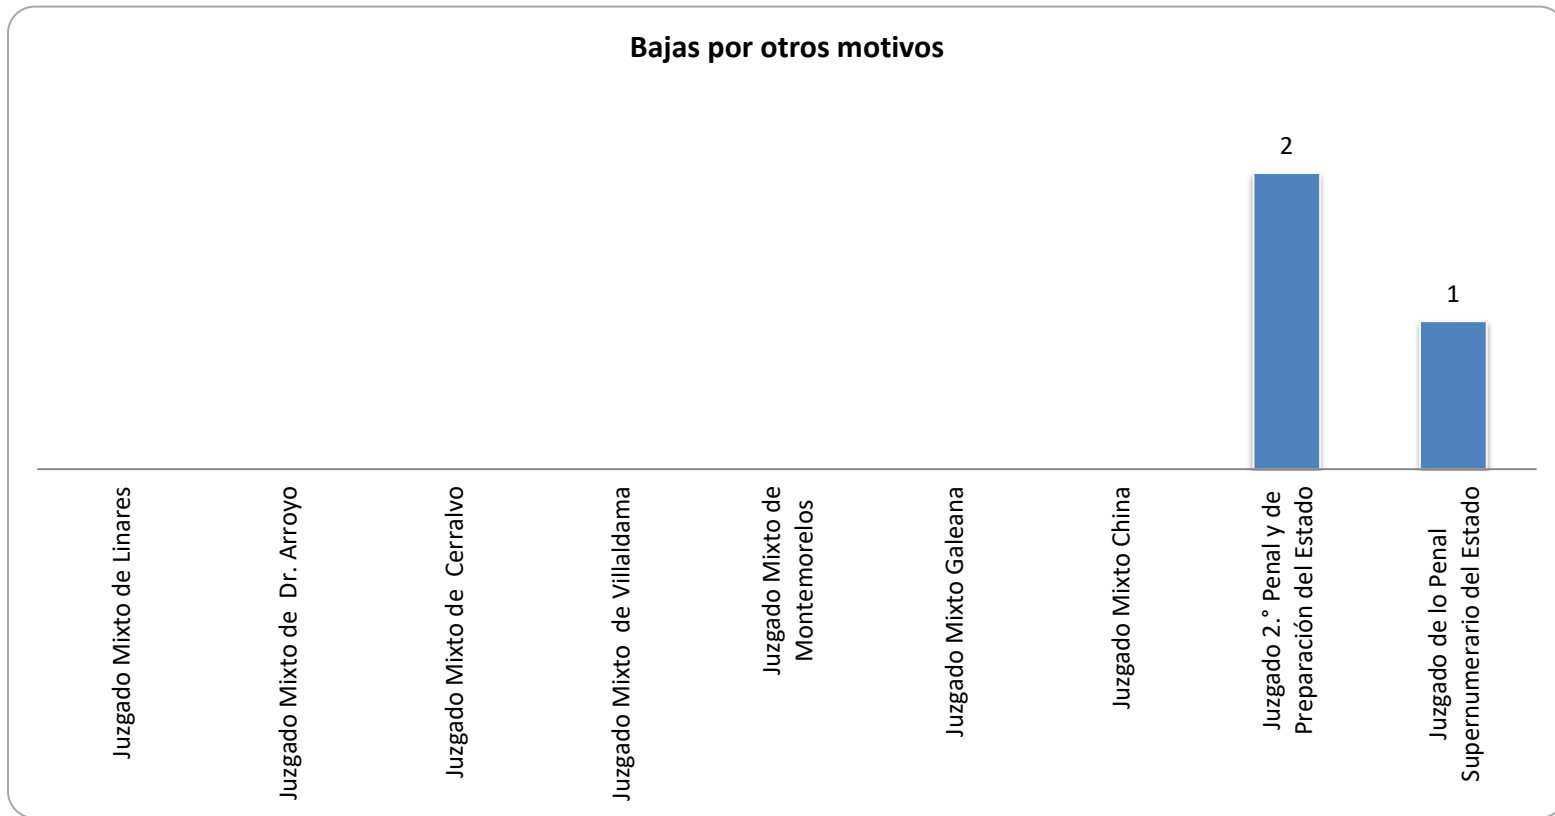 Bajas por otros motivos
2
1
Juzgado Mixto de Linares
Juzgado Mixto de  Dr. Arroyo
Juzgado Mixto de  Cerralvo
Juzgado Mixto  de Villaldama
Juzgado Mixto de
Montemorelos
Juzgado Mixto Galeana
Juzgado Mixto China
Juzgado 2.° Penal y de
Preparación del Estado
Juzgado de lo Penal
Supernumerario del Estado